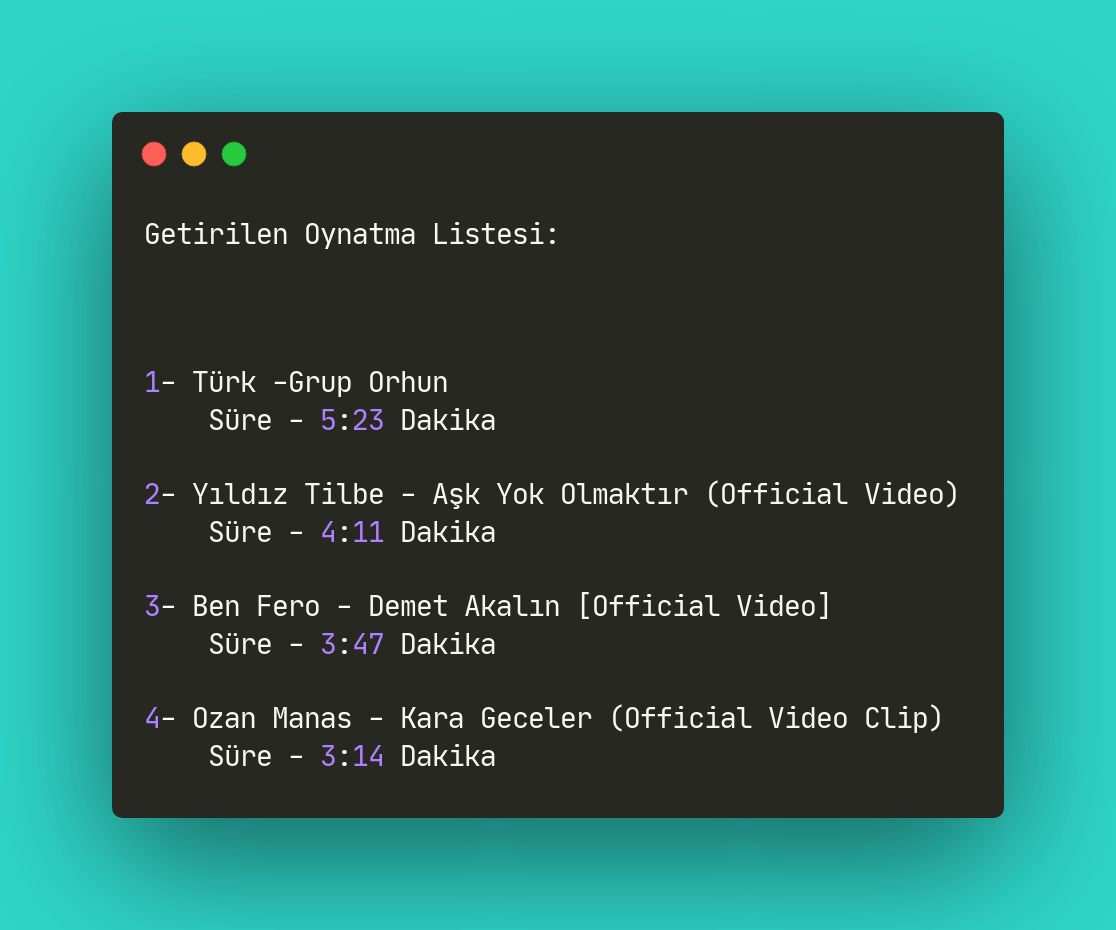 Getirilen Oynatma Listesi:
1- Türk -Grup Orhun
Süre - 5:23 Dakika
2- Yıldız Tilbe - Aşk Yok Olmaktır (Official Video)
Süre - 4:11 Dakika
3- Ben Fero - Demet Akalın [Official Video]
Süre - 3:47 Dakika
4- Ozan Manas - Kara Geceler (Official Video Clip)
Süre - 3:14 Dakika